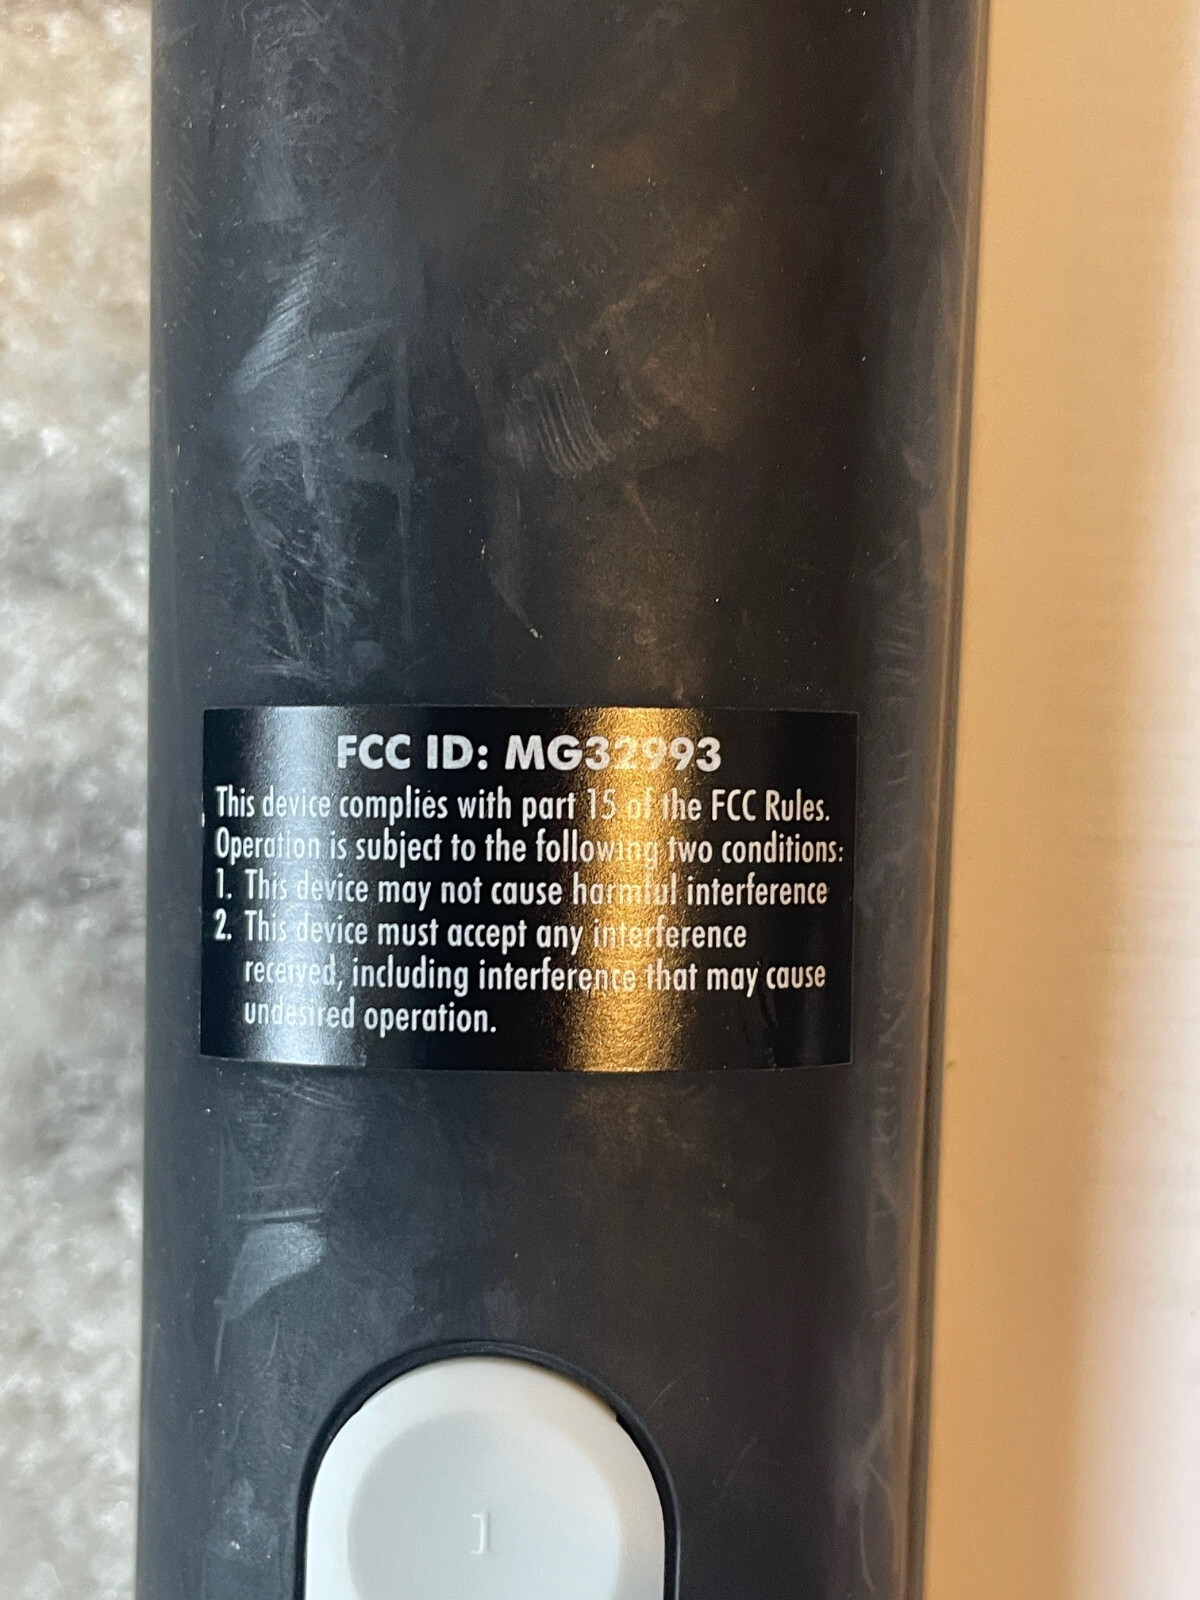 FCC ID: MG32993
This device complies with part 15 of the FCC Rules.
Operation is subject to the following two conditions:
1. This device may not cause harmful interference
2. This device must accept any interference
received, including interference that may cause
undesired operation.
1